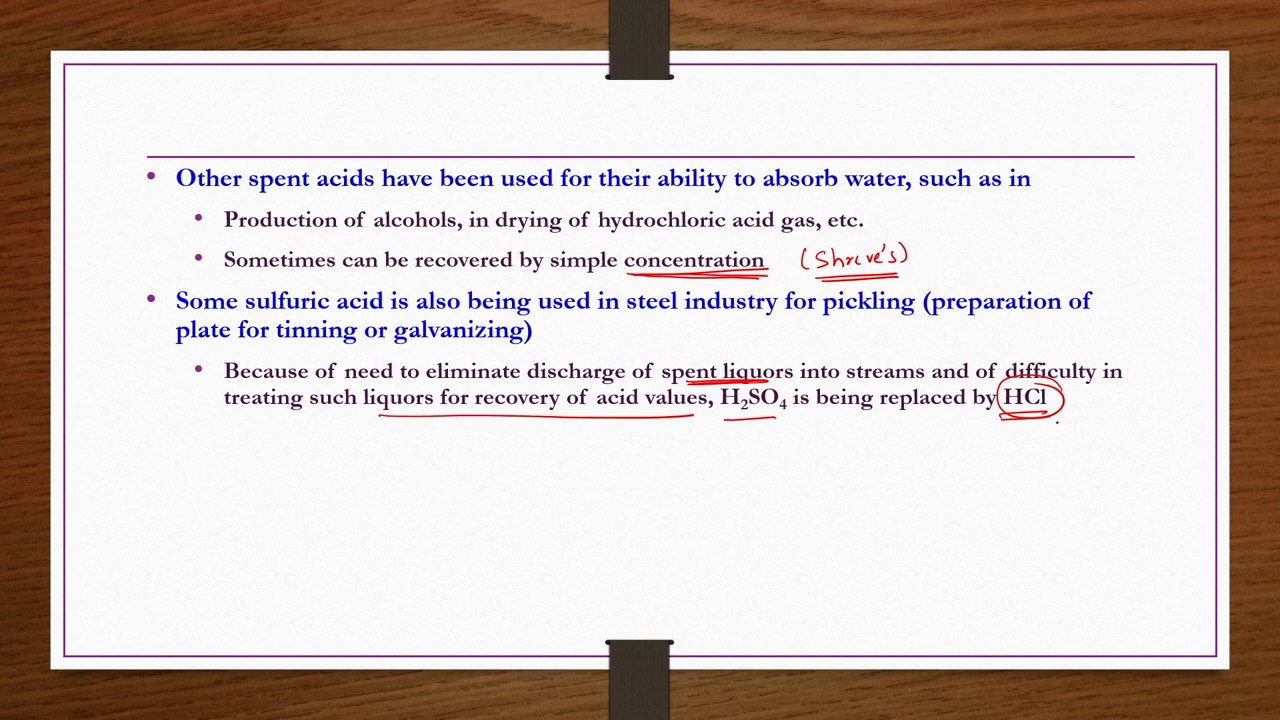 • Other spent acids have been used for their ability to absorb water, such as in
• Production of alcohols, in drying of hydrochloric acid gas, etc.
• Sometimes can be recovered by simple concentration (Shreve's)
• Some sulfuric acid is also being used in steel industry for pickling (preparation of
plate for tinning or galvanizing)
• Because of need to eliminate discharge of spent liquors into streams and of difficulty in
treating such liquors for recovery of acid values, H₂SO₄ is being replaced by HCl